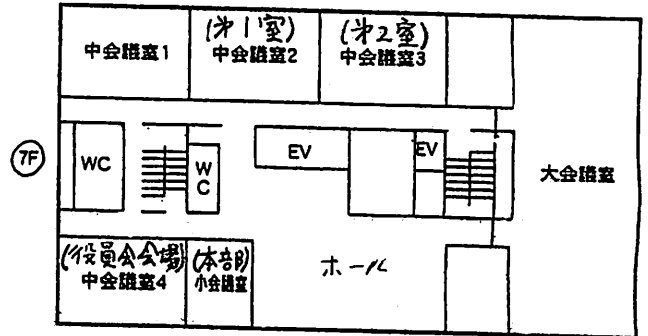 (第1室)
(第2室)
中会議室1
中会議室2
中会議室3
7F
WC
WC
EV
EV
大会議室
(役員会会場)
(本部)
中会議室4
小会議室
ホール